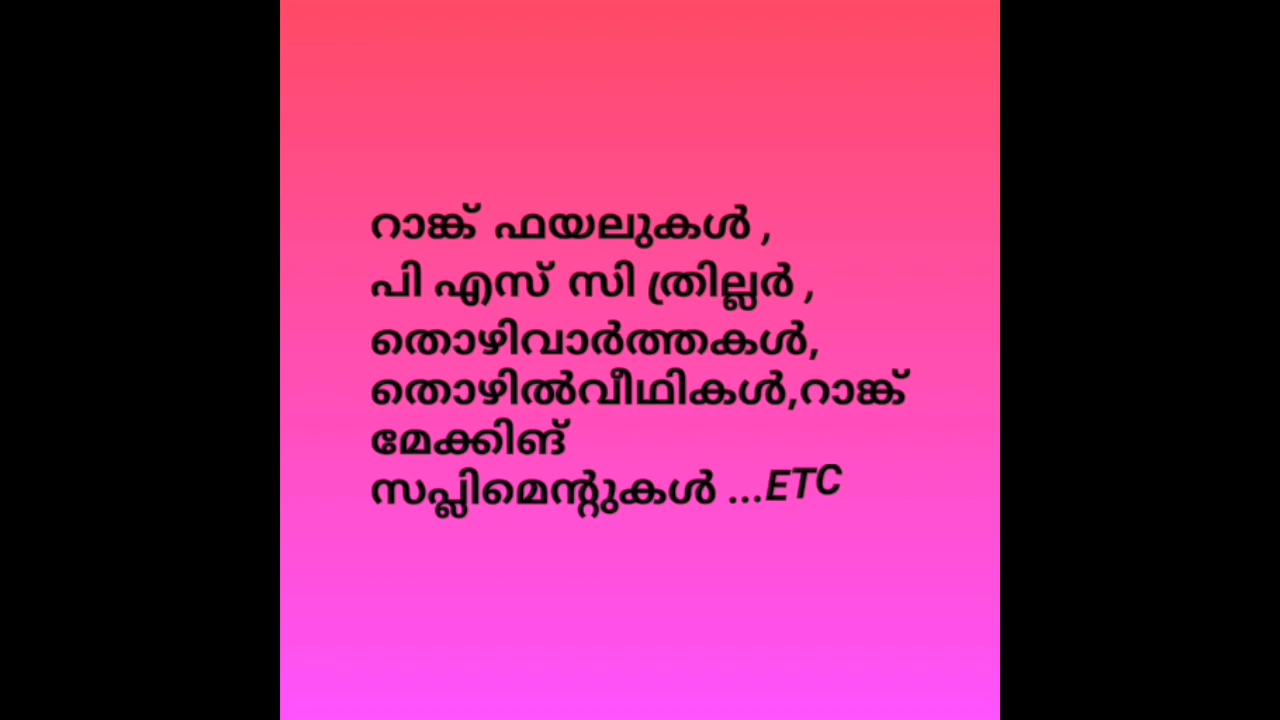 റാങ്ക് ഫയലുകൾ ,
പി എസ് സി ത്രില്ലർ ,
തൊഴിവാർത്തകൾ,
തൊഴിൽവീഥികൾ,റാങ്ക്
മേക്കിങ്
സപ്ലിമെന്റുകൾ ...ETC